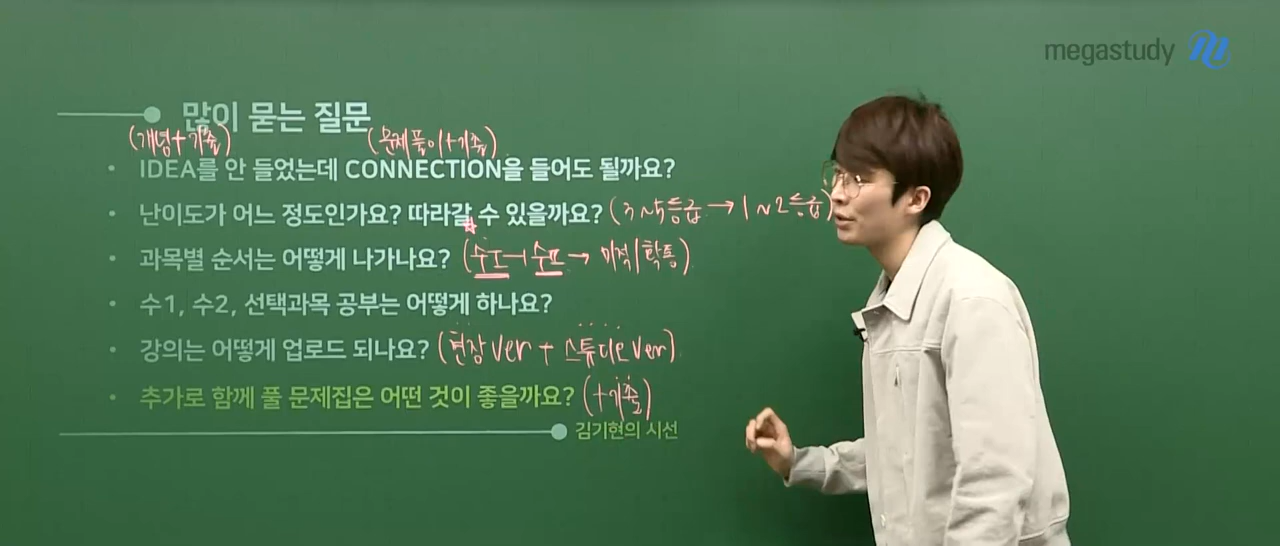 megastudy
많이 묻는 질문
(개념+기출) (문제풀이+기출)
• IDEA를 안 들었는데 CONNECTION을 들어도 될까요?
• 난이도가 어느 정도인가요? 따라갈 수 있을까요? (3~5등급 → 1~2등급)
• 과목별 순서는 어떻게 나가나요? (수I → 수II → 미적/확통)
• 수1, 수2, 선택과목 공부는 어떻게 하나요?
• 강의는 어떻게 업로드 되나요? (현장 ver + 스튜디오 ver)
• 추가로 함께 풀 문제집은 어떤 것이 좋을까요? (+기출)
김기현의 시선